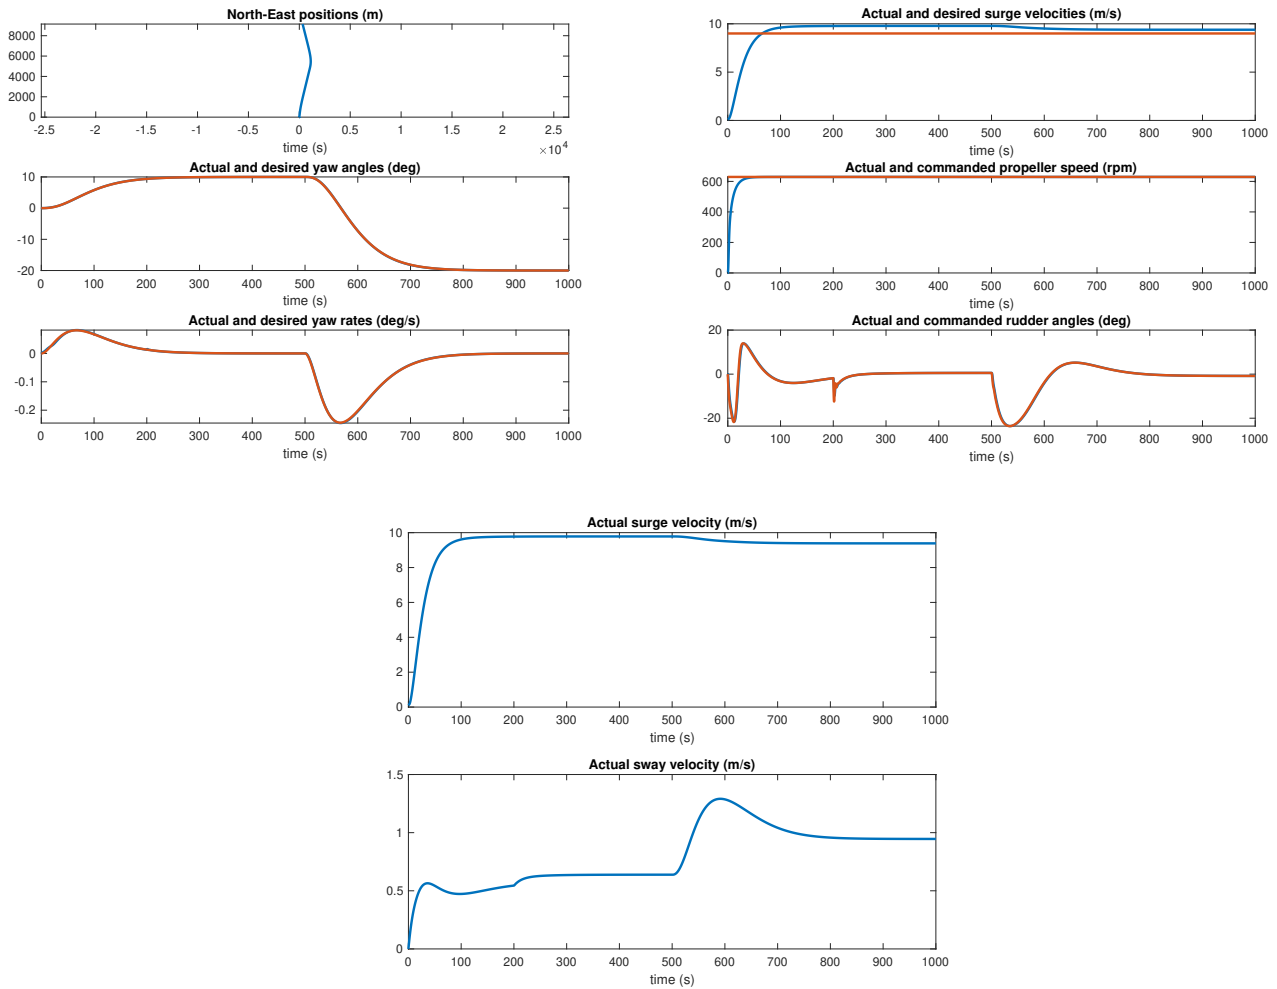 North-East positions (m)
8000
6000
4000
2000
0
-2.5 -2 -1.5 -1 -0.5 0 0.5 1 1.5 2 2.5
time (s)
×10^4
Actual and desired yaw angles (deg)
10
0
-10
-20
0 100 200 300 400 500 600 700 800 900 1000
time (s)
Actual and desired yaw rates (deg/s)
0
-0.1
-0.2
0 100 200 300 400 500 600 700 800 900 1000
time (s)
Actual and desired surge velocities (m/s)
10
5
0
0 100 200 300 400 500 600 700 800 900 1000
time (s)
Actual and commanded propeller speed (rpm)
600
400
200
0
0 100 200 300 400 500 600 700 800 900 1000
time (s)
Actual and commanded rudder angles (deg)
20
0
-20
0 100 200 300 400 500 600 700 800 900 1000
time (s)
Actual surge velocity (m/s)
10
8
6
4
2
0
0 100 200 300 400 500 600 700 800 900 1000
time (s)
Actual sway velocity (m/s)
1.5
1
0.5
0
0 100 200 300 400 500 600 700 800 900 1000
time (s)